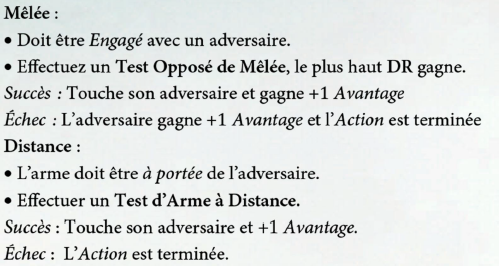 Mêlée :
• Doit être Engagé avec un adversaire.
• Effectuez un Test Opposé de Mêlée, le plus haut DR gagne.
Succès : Touche son adversaire et gagne +1 Avantage
Échec : L'adversaire gagne +1 Avantage et l'Action est terminée
Distance :
• L'arme doit être à portée de l'adversaire.
• Effectuer un Test d'Arme à Distance.
Succès : Touche son adversaire et +1 Avantage.
Échec : L'Action est terminée.